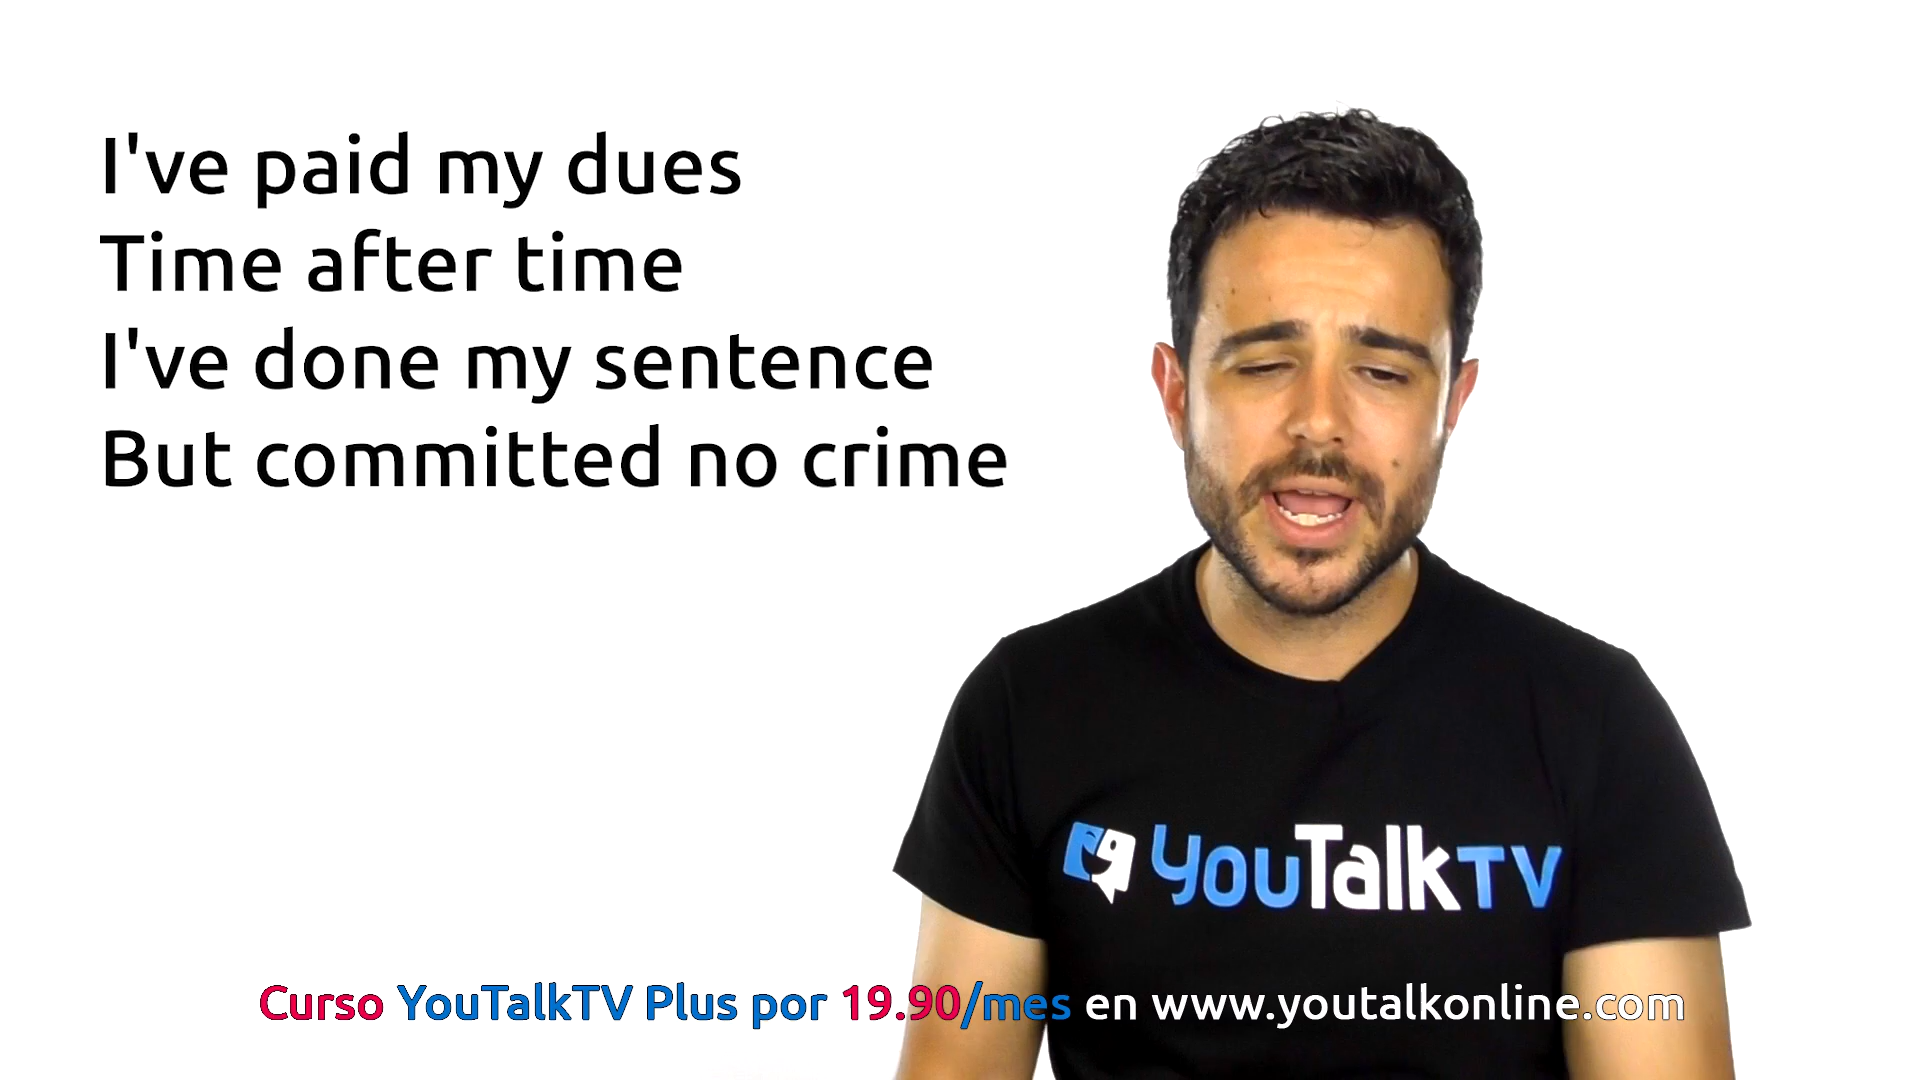 I've paid my dues
Time after time
I've done my sentence
But committed no crime
YouTalkTV
Curso YouTalkTV Plus por 19.90/mes en www.youtalkonline.com